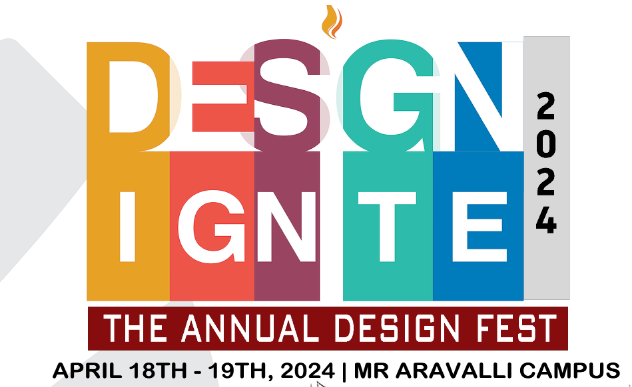 DESIGN
IGNITE
2024
THE ANNUAL DESIGN FEST
APRIL 18TH - 19TH, 2024 | MR ARAVALLI CAMPUS